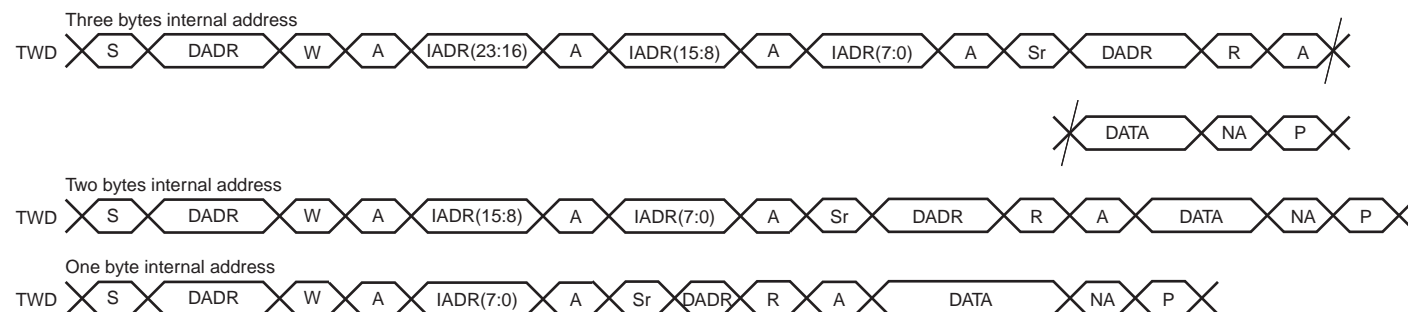 Three bytes internal address
TWD S DADR W A IADR(23:16) A IADR(15:8) A IADR(7:0) A Sr DADR R A
DATA NA P
Two bytes internal address
TWD S DADR W A IADR(15:8) A IADR(7:0) A Sr DADR R A DATA NA P
One byte internal address
TWD S DADR W A IADR(7:0) A Sr DADR R A DATA NA P